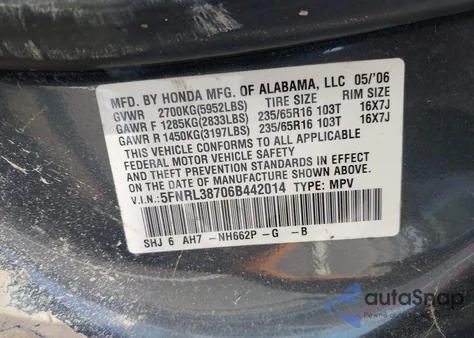 MFD. BY HONDA MFG. OF ALABAMA, LLC 05/'06
GVWR 2700KG(5952LBS) TIRE SIZE RIM SIZE
GAWR F 1285KG(2833LBS) 235/65R16 103T 16X7J
GAWR R 1450KG(3197LBS) 235/65R16 103T 16X7J
THIS VEHICLE CONFORMS TO ALL APPLICABLE
FEDERAL MOTOR VEHICLE SAFETY AND
THEFT PREVENTION STANDARDS IN EFFECT ON THE
DATE OF MANUFACTURE SHOWN ABOVE.
V.I.N.: 5FNRL38706B442014 TYPE: MPV
SHJ 6 AH7 -NH662P -G -B
autoSnap
Pewne auto z USA